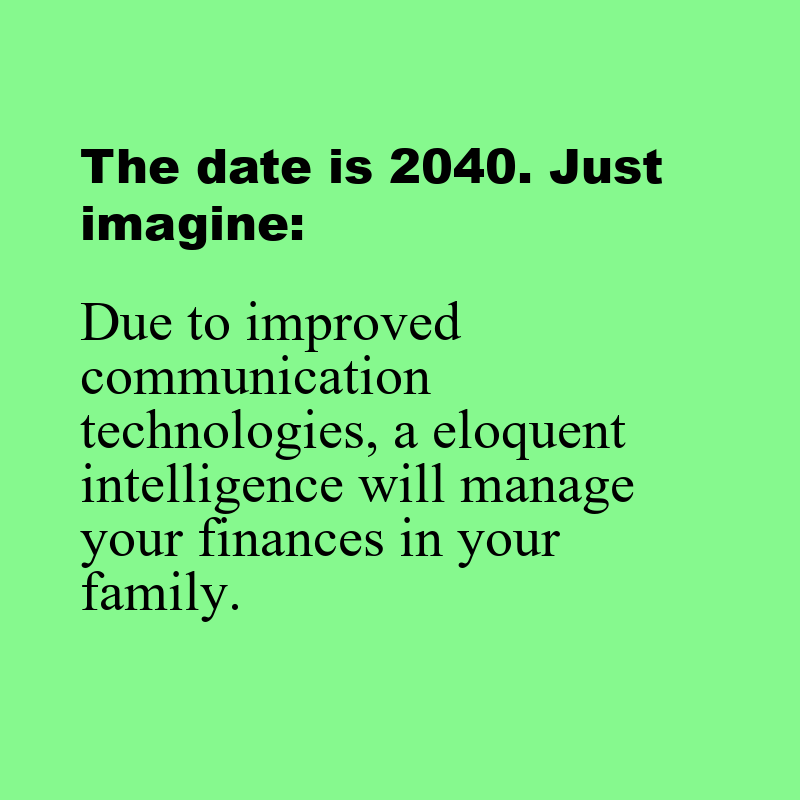 The date is 2040. Just
imagine:
Due to improved
communication
technologies, a eloquent
intelligence will manage
your finances in your
family.